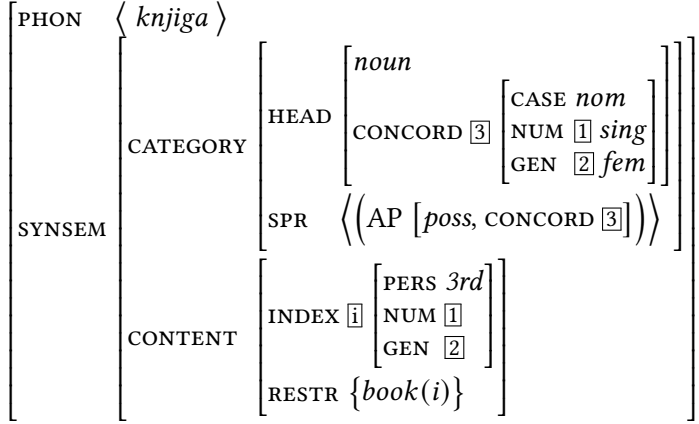 PHON ⟨ knjiga ⟩
noun
CASE nom
HEAD
CONCORD 3 NUM 1 sing
CATEGORY
GEN 2 fem
SPR ⟨(AP [poss, CONCORD 3])⟩
SYNSEM
PERS 3rd
INDEX i NUM 1
CONTENT
GEN 2
RESTR {book(i)}